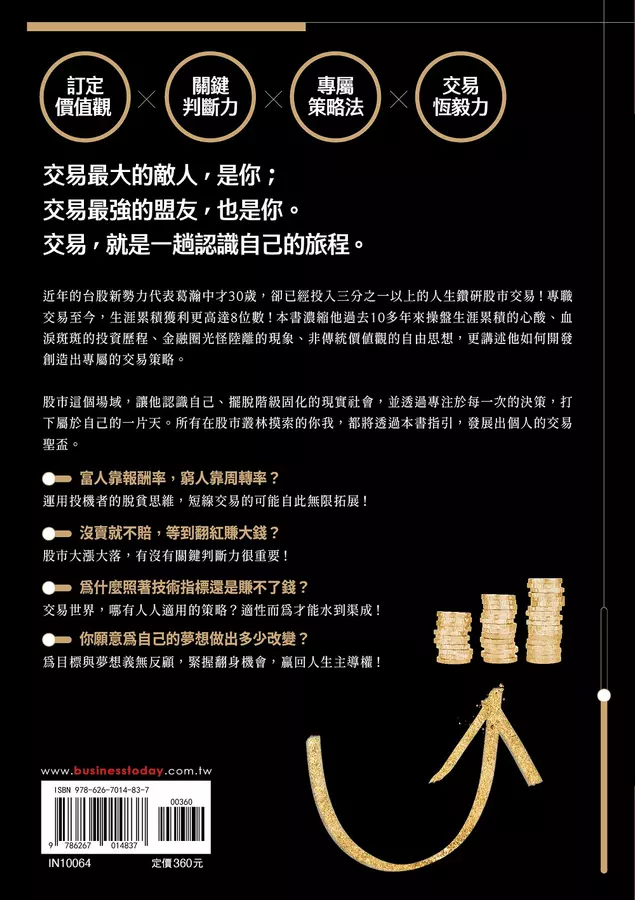 訂定
價值觀
×
關鍵
判斷力
×
專屬
策略法
×
交易
恆毅力
交易最大的敵人，是你；
交易最強的盟友，也是你。
交易，就是一趟認識自己的旅程。
近年的台股新勢力代表葛瀚中才30歲，卻已經投入三分之一以上的人生鑽研股市交易！專職
交易至今，生涯累積獲利更高達8位數！本書濃縮他過去10多年來操盤生涯累積的心酸、血
淚斑斑的投資歷程、金融圈光怪陸離的現象、非傳統價值觀的自由思想，更講述他如何開發
創造出專屬的交易策略。
股市這個場域，讓他認識自己、擺脫階級固化的現實社會，並透過專注於每一次的決策，打
下屬於自己的一片天。所有在股市叢林摸索的你我，都將透過本書指引，發展出個人的交易
聖盃。
富人靠報酬率，窮人靠周轉率？
運用投機者的脫貧思維，短線交易的可能自此無限拓展！
沒賣就不賠，等到翻紅賺大錢？
股市大漲大落，有沒有關鍵判斷力很重要！
爲什麼照著技術指標還是賺不了錢？
交易世界，哪有人人適用的策略？適性而爲才能水到渠成！
你願意爲自己的夢想做出多少改變？
爲目標與夢想義無反顧，緊握翻身機會，贏回人生主導權！
www.businesstoday.com.tw
ISBN 978-626-7014-83-7
00360
9 786267 014837
IN10064 定價360元